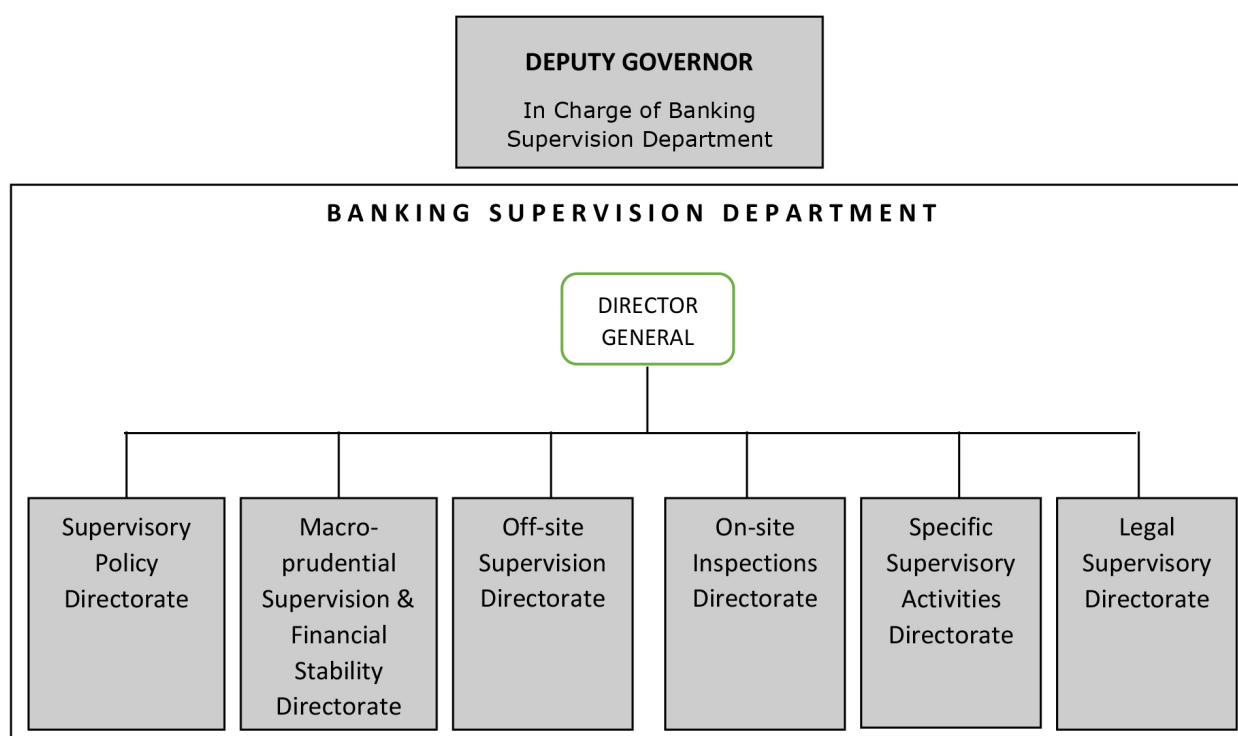 DEPUTY GOVERNOR
In Charge of Banking
Supervision Department
BANKING SUPERVISION DEPARTMENT
DIRECTOR
GENERAL
Supervisory
Policy
Directorate
Macro-
prudential
Supervision &
Financial
Stability
Directorate
Off-site
Supervision
Directorate
On-site
Inspections
Directorate
Specific
Supervisory
Activities
Directorate
Legal
Supervisory
Directorate